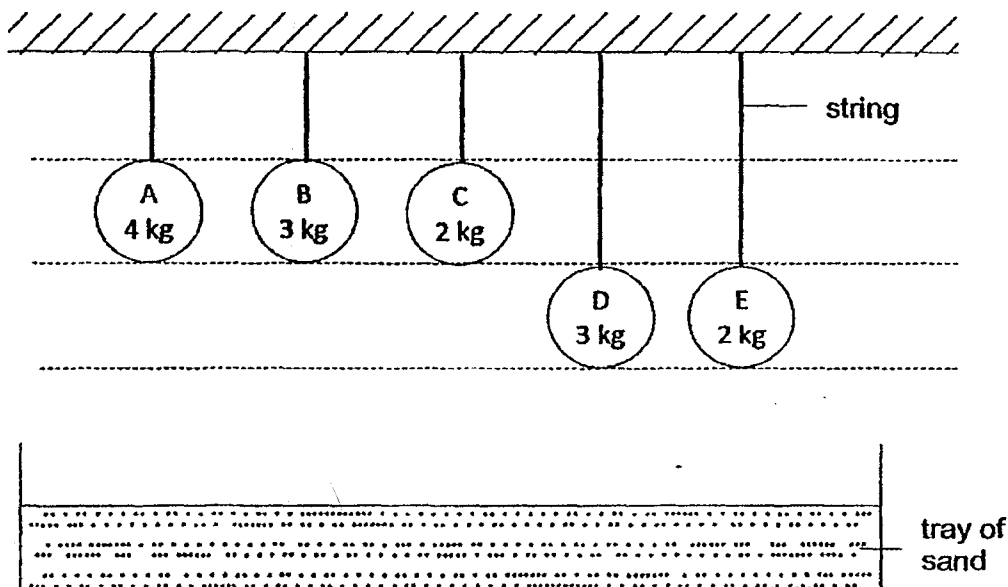 string
A
4 kg
B
3 kg
C
2 kg
D
3 kg
E
2 kg
tray of
sand